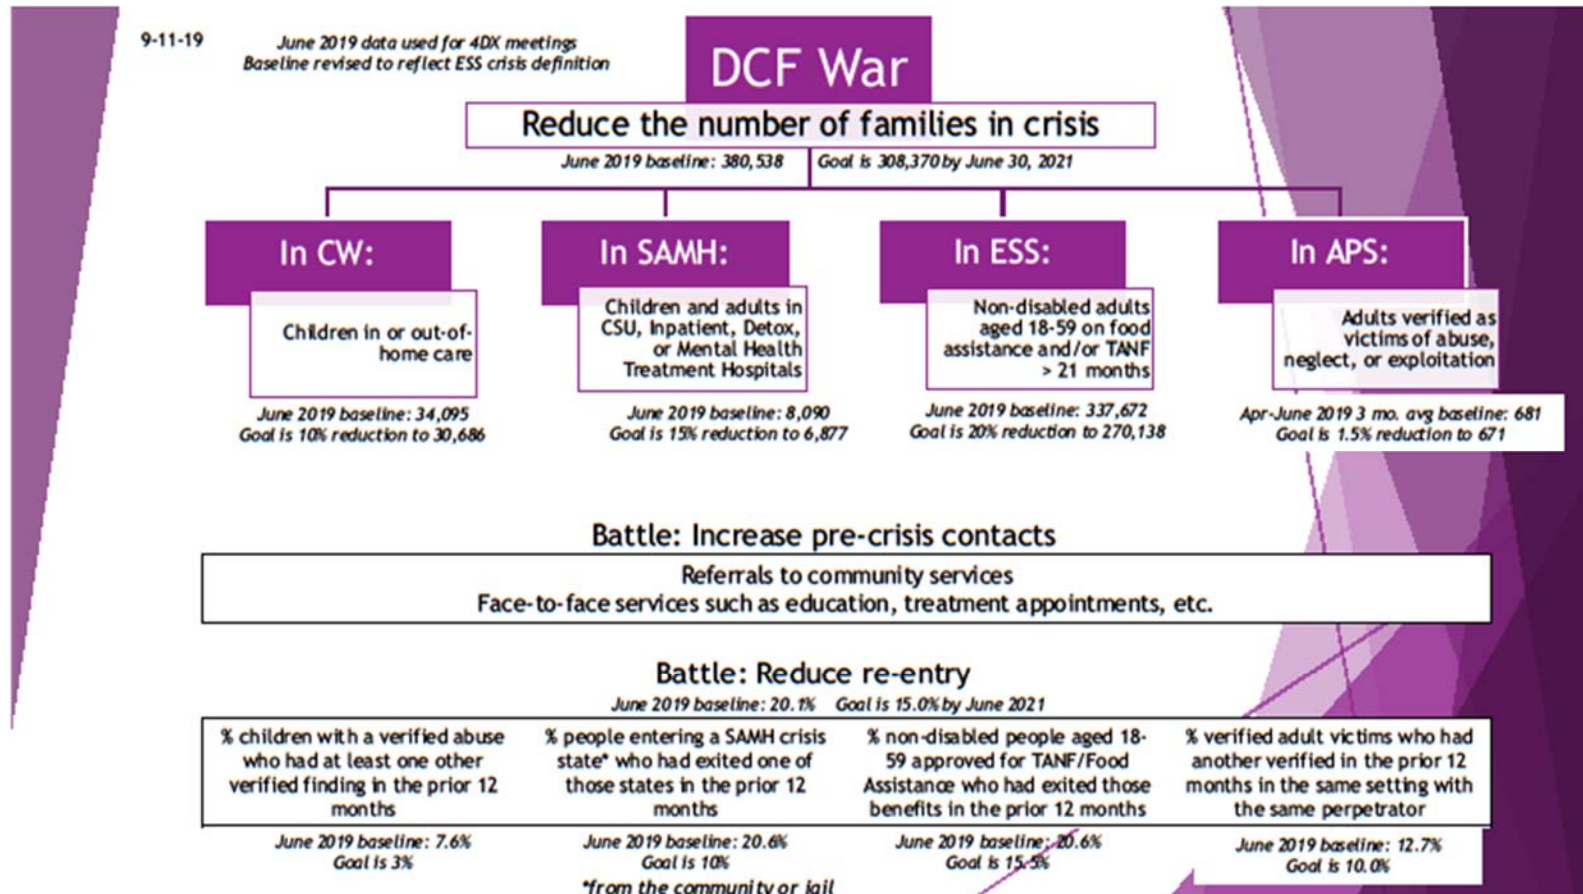 9-11-19
June 2019 data used for 4DX meetings
Baseline revised to reflect ESS crisis definition
DCF War
Reduce the number of families in crisis
June 2019 baseline: 380,538 Goal is 308,370 by June 30, 2021
In CW:
Children in or out-of-
home care
June 2019 baseline: 34,095
Goal is 10% reduction to 30,686
In SAMH:
Children and adults in
CSU, Inpatient, Detox,
or Mental Health
Treatment Hospitals
June 2019 baseline: 8,090
Goal is 15% reduction to 6,877
In ESS:
Non-disabled adults
aged 18-59 on food
assistance and/or TANF
> 21 months
June 2019 baseline: 337,672
Goal is 20% reduction to 270,138
In APS:
Adults verified as
victims of abuse,
neglect, or exploitation
Apr-June 2019 3 mo. avg baseline: 681
Goal is 1.5% reduction to 671
Battle: Increase pre-crisis contacts
Referrals to community services
Face-to-face services such as education, treatment appointments, etc.
Battle: Reduce re-entry
June 2019 baseline: 20.1% Goal is 15.0% by June 2021
% children with a verified abuse
who had at least one other
verified finding in the prior 12
months
June 2019 baseline: 7.6%
Goal is 3%
% people entering a SAMH crisis
state* who had exited one of
those states in the prior 12
months
June 2019 baseline: 20.6%
Goal is 10%
*from the community or jail
% non-disabled people aged 18-
59 approved for TANF/Food
Assistance who had exited those
benefits in the prior 12 months
June 2019 baseline: 20.6%
Goal is 15.5%
% verified adult victims who had
another verified in the prior 12
months in the same setting with
the same perpetrator
June 2019 baseline: 12.7%
Goal is 10.0%